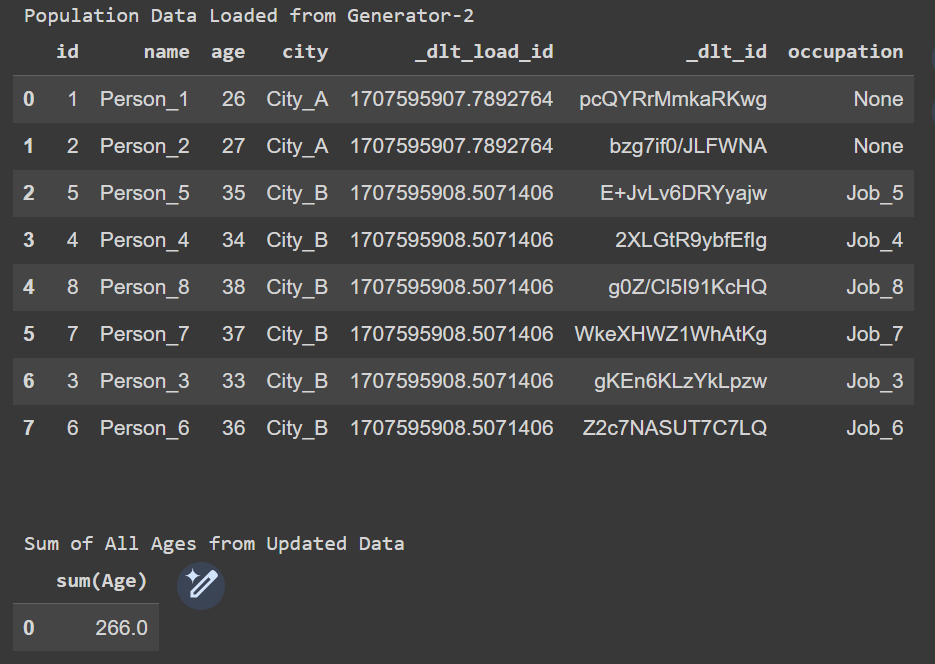 Population Data Loaded from Generator-2
id name age city _dlt_load_id _dlt_id occupation
0 1 Person_1 26 City_A 1707595907.7892764 pcQYRrMmkaRKwg None
1 2 Person_2 27 City_A 1707595907.7892764 bzg7if0/JLFWNA None
2 5 Person_5 35 City_B 1707595908.5071406 E+JvLv6DRYyajw Job_5
3 4 Person_4 34 City_B 1707595908.5071406 2XLGtR9ybfEfIg Job_4
4 8 Person_8 38 City_B 1707595908.5071406 g0Z/Cl5I91KcHQ Job_8
5 7 Person_7 37 City_B 1707595908.5071406 WkeXHWZ1WhAtKg Job_7
6 3 Person_3 33 City_B 1707595908.5071406 gKEn6KLzYkLpzw Job_3
7 6 Person_6 36 City_B 1707595908.5071406 Z2c7NASUT7C7LQ Job_6
Sum of All Ages from Updated Data
sum(Age)
0 266.0